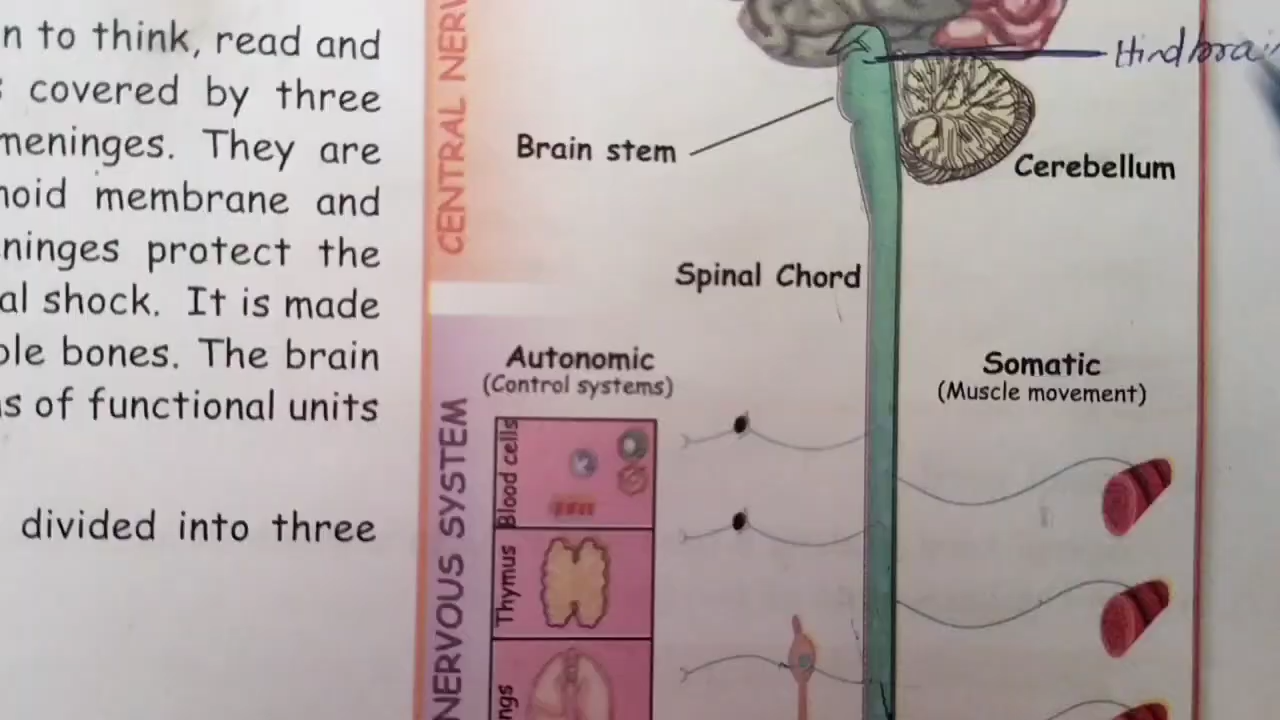 n to think, read and
covered by three
meninges. They are
noid membrane and
ninges protect the
al shock. It is made
ble bones. The brain
s of functional units
divided into three
CENTRAL NERV
Brain stem
Hindbrain
Cerebellum
Spinal Chord
NERVOUS SYSTEM
Autonomic
(Control systems)
Somatic
(Muscle movement)
Blood cells
Thymus
ngs